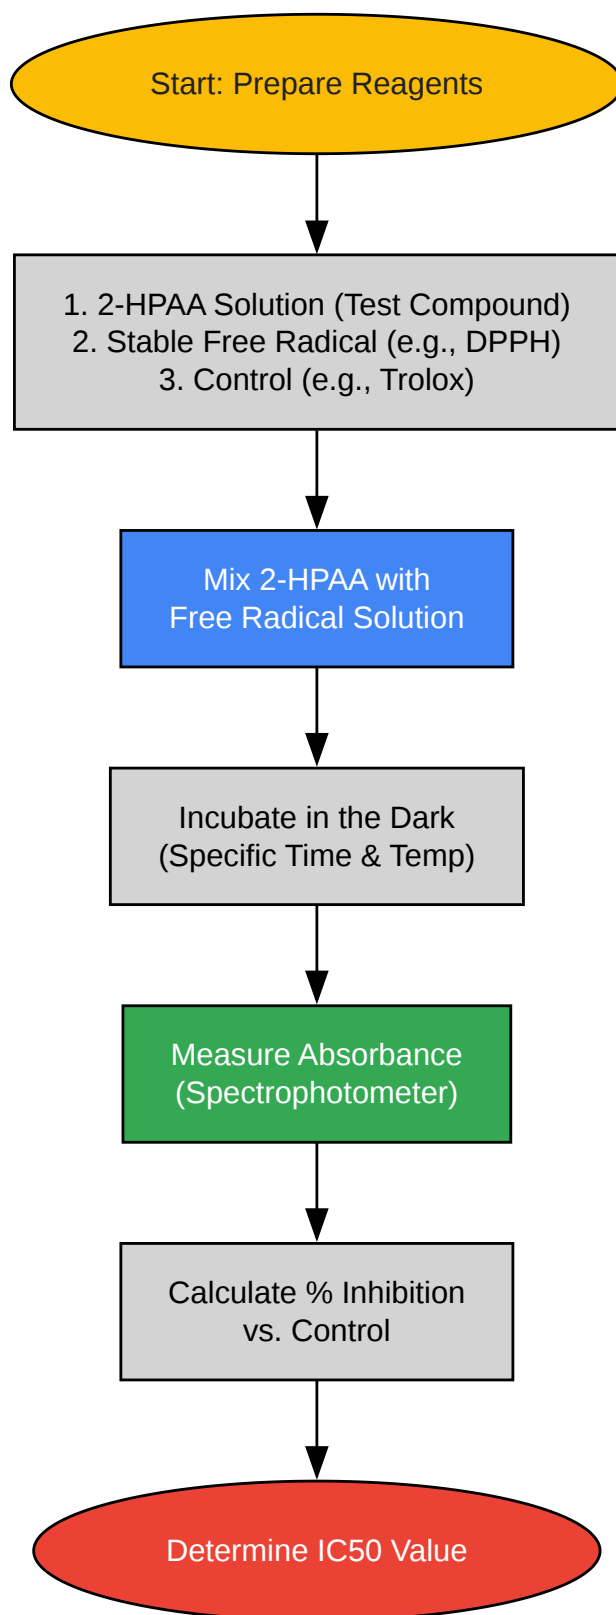 Start: Prepare Reagents
1. 2-HPAA Solution (Test Compound)
2. Stable Free Radical (e.g., DPPH)
3. Control (e.g., Trolox)
Mix 2-HPAA with
Free Radical Solution
Incubate in the Dark
(Specific Time & Temp)
Measure Absorbance
(Spectrophotometer)
Calculate % Inhibition
vs. Control
Determine IC50 Value